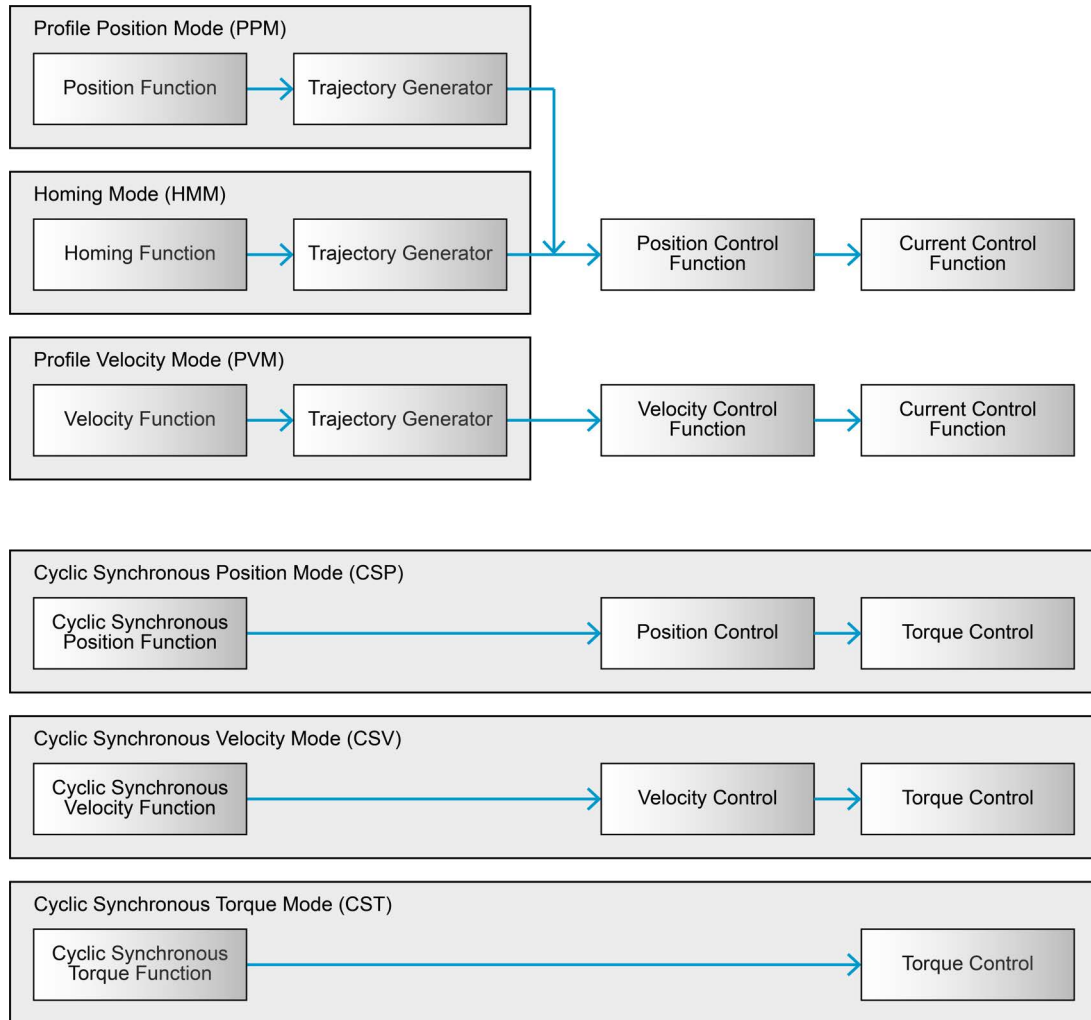 Profile Position Mode (PPM)
Position Function
Trajectory Generator
Homing Mode (HMM)
Homing Function
Trajectory Generator
Position Control
Function
Current Control
Function
Profile Velocity Mode (PVM)
Velocity Function
Trajectory Generator
Velocity Control
Function
Current Control
Function
Cyclic Synchronous Position Mode (CSP)
Cyclic Synchronous
Position Function
Position Control
Torque Control
Cyclic Synchronous Velocity Mode (CSV)
Cyclic Synchronous
Velocity Function
Velocity Control
Torque Control
Cyclic Synchronous Torque Mode (CST)
Cyclic Synchronous
Torque Function
Torque Control